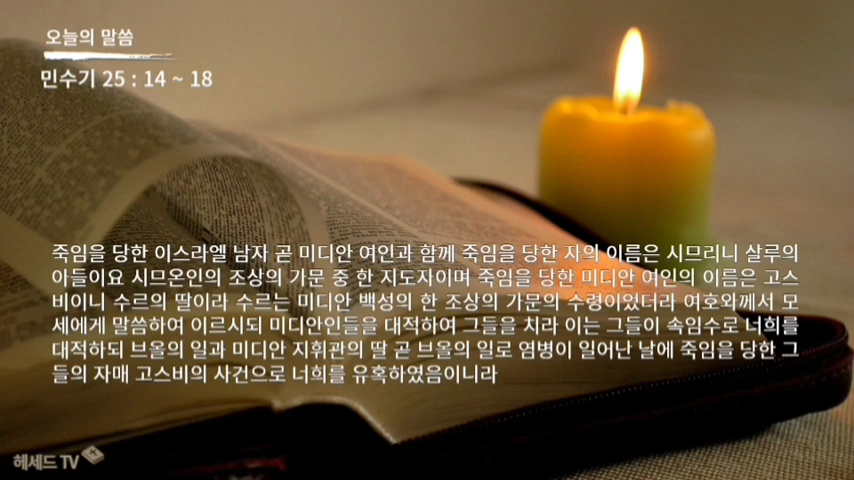 오늘의 말씀
민수기 25 : 14 ~ 18
죽임을 당한 이스라엘 남자 곧 미디안 여인과 함께 죽임을 당한 자의 이름은 시므리니 살루의
아들이요 시므온인의 조상의 가문 중 한 지도자이며 죽임을 당한 미디안 여인의 이름은 고스
비이니 수르의 딸이라 수르는 미디안 백성의 한 조상의 가문의 수령이었더라 여호와께서 모
세에게 말씀하여 이르시되 미디안인들을 대적하여 그들을 치라 이는 그들이 속임수로 너희를
대적하되 브올의 일과 미디안 지휘관의 딸 곧 브올의 일로 염병이 일어난 날에 죽임을 당한 그
들의 자매 고스비의 사건으로 너희를 유혹하였음이니라
헤세드 TV